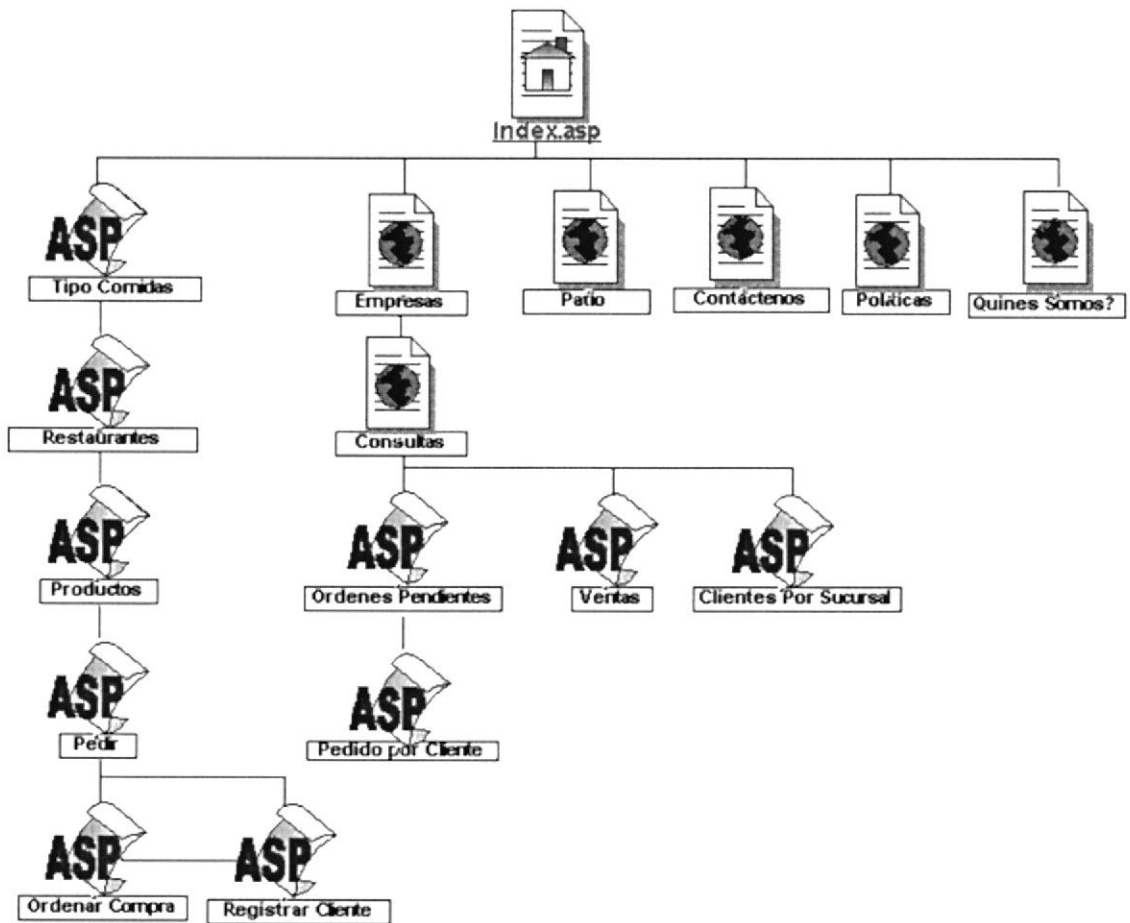 Index.asp
ASP
Tipo Comidas
Empresas
Patio
Contáctenos
Políticas
Quines Somos?
ASP
Restaurantes
Consultas
ASP
Productos
ASP
Ordenes Pendientes
ASP
Ventas
ASP
Clientes Por Sucursal
ASP
Pedir
ASP
Pedido por Cliente
ASP
Ordenar Compra
ASP
Registrar Cliente